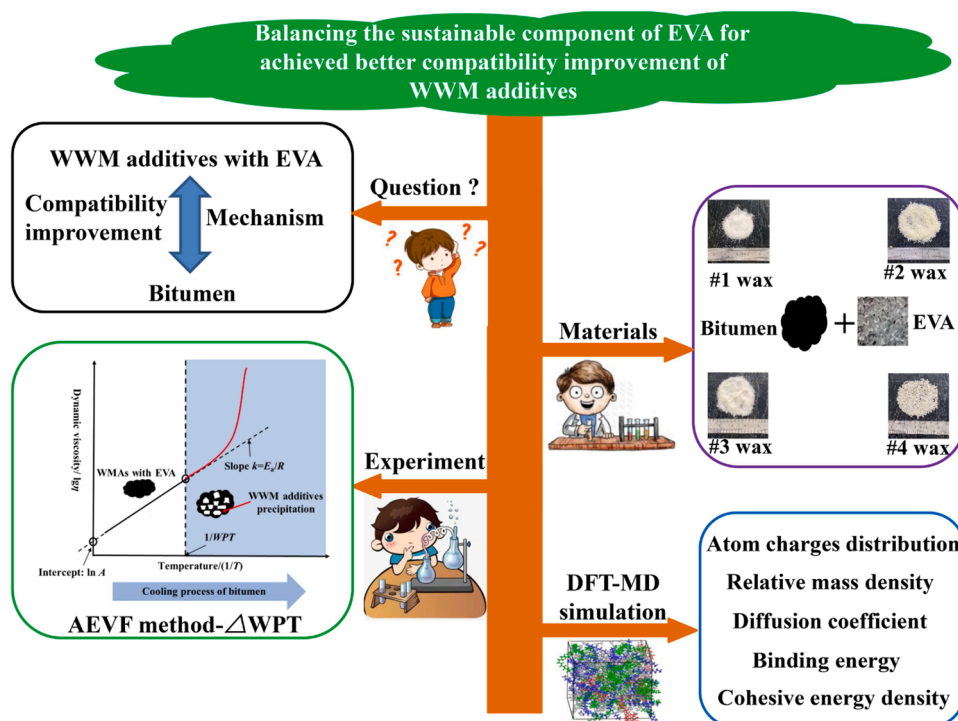 Balancing the sustainable component of EVA for
achieved better compatibility improvement of
WWM additives
WWM additives with EVA
Compatibility
improvement
Mechanism
Bitumen
Question ?
? ? ? ?
Materials
#1 wax
#2 wax
Bitumen
+
EVA
#3 wax
#4 wax
Dynamic viscosity/ lgη
WMAs with EVA
Slope k=Ea/R
WWM additives
precipitation
1/WPT
Intercept: ln A
Temperature/(1/T)
Cooling process of bitumen
AEVF method-△WPT
Experiment
DFT-MD
simulation
Atom charges distribution
Relative mass density
Diffusion coefficient
Binding energy
Cohesive energy density